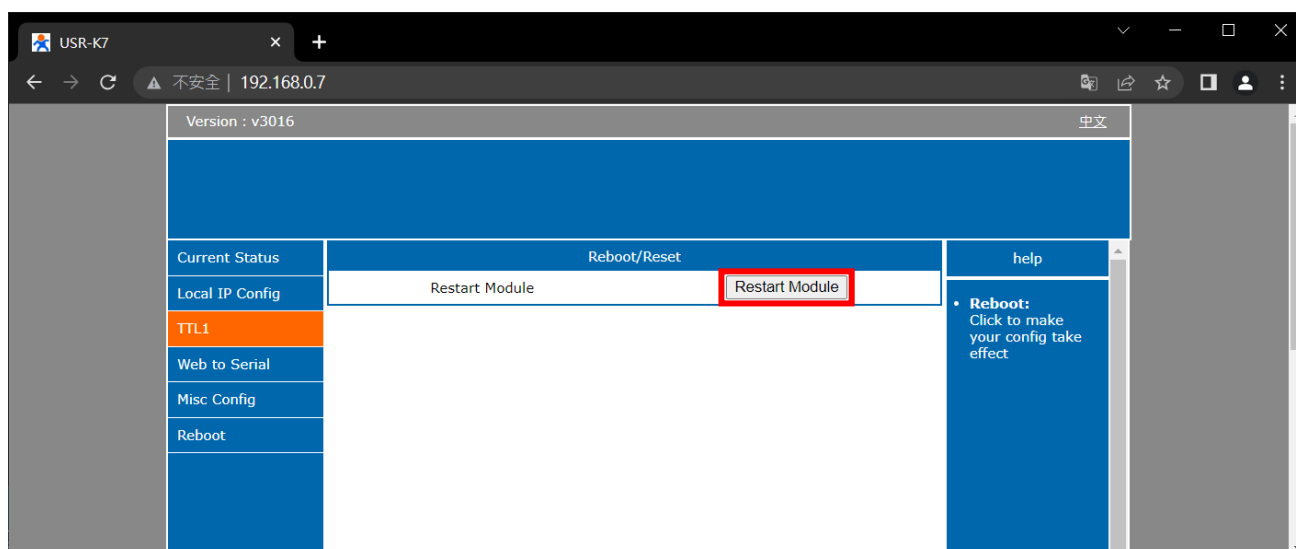 USR-K7
不安全 | 192.168.0.7
Version : v3016
中文
Current Status
Reboot/Reset
help
Local IP Config
Restart Module
Restart Module
TTL1
Web to Serial
Misc Config
Reboot
• Reboot:
Click to make
your config take
effect